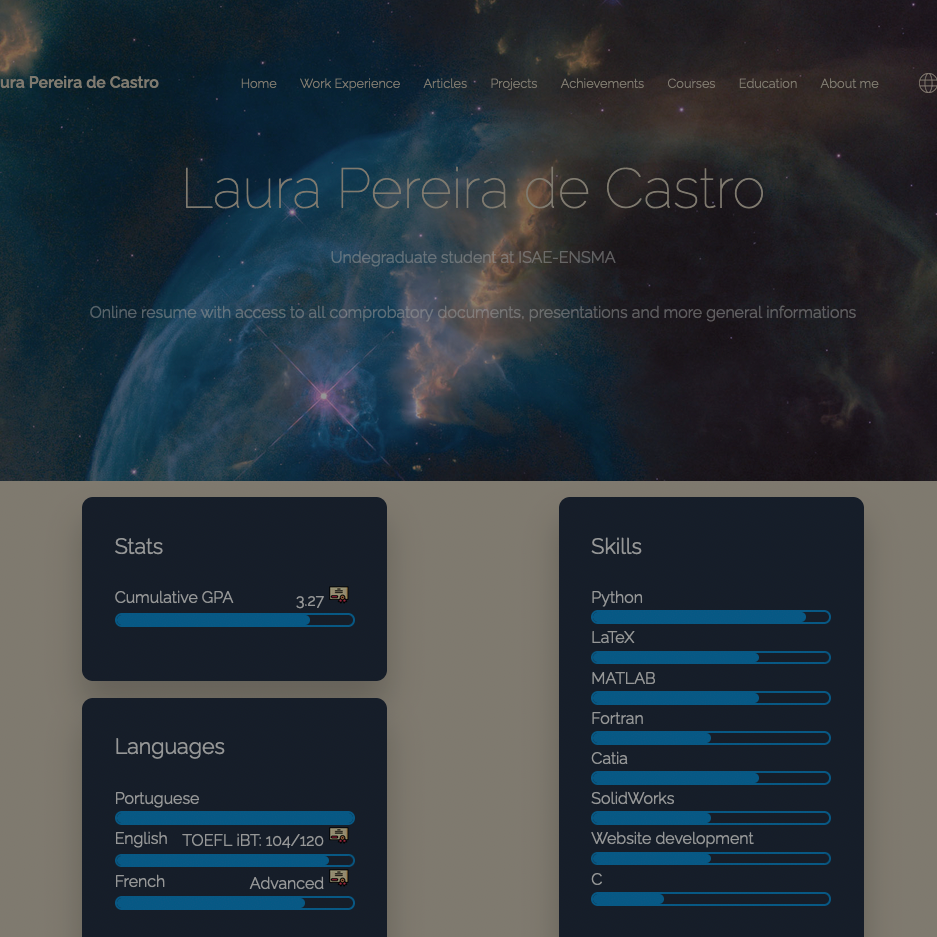 ura Pereira de Castro
Home Work Experience Articles Projects Achievements Courses Education About me
Laura Pereira de Castro
Undegraduate student at ISAE-ENSMA
Online resume with access to all comprobatory documents, presentations and more general informations
Stats
Cumulative GPA 3.27
Languages
Portuguese
English TOEFL iBT: 104/120
French Advanced
Skills
Python
LaTeX
MATLAB
Fortran
Catia
SolidWorks
Website development
C